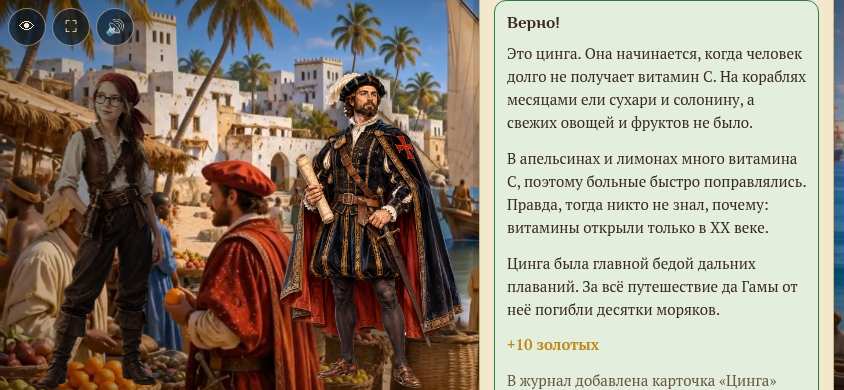 Верно!
Это цинга. Она начинается, когда человек
долго не получает витамин C. На кораблях
месяцами ели сухари и солонину, а
свежих овощей и фруктов не было.
В апельсинах и лимонах много витамина
C, поэтому больные быстро поправлялись.
Правда, тогда никто не знал, почему:
витамины открыли только в XX веке.
Цинга была главной бедой дальних
плаваний. За всё путешествие да Гамы от
неё погибли десятки моряков.
+10 золотых
В журнал добавлена карточка «Цинга»